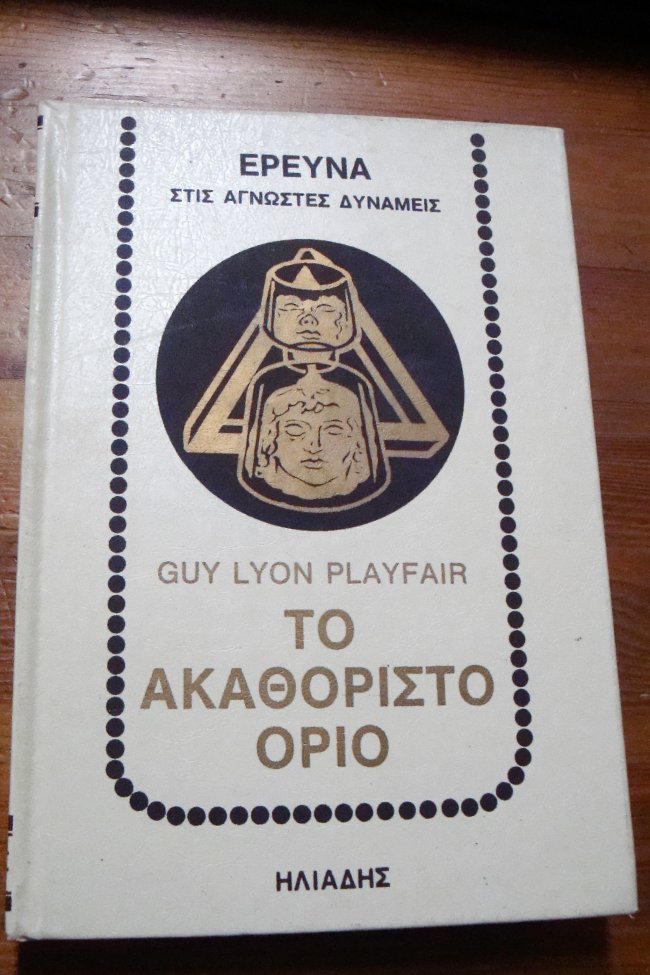 ΕΡΕΥΝΑ
ΣΤΙΣ ΑΓΝΩΣΤΕΣ ΔΥΝΑΜΕΙΣ
GUY LYON PLAYFAIR
ΤΟ
ΑΚΑΘΟΡΙΣΤΟ
ΟΡΙΟ
ΗΛΙΑΔΗΣ